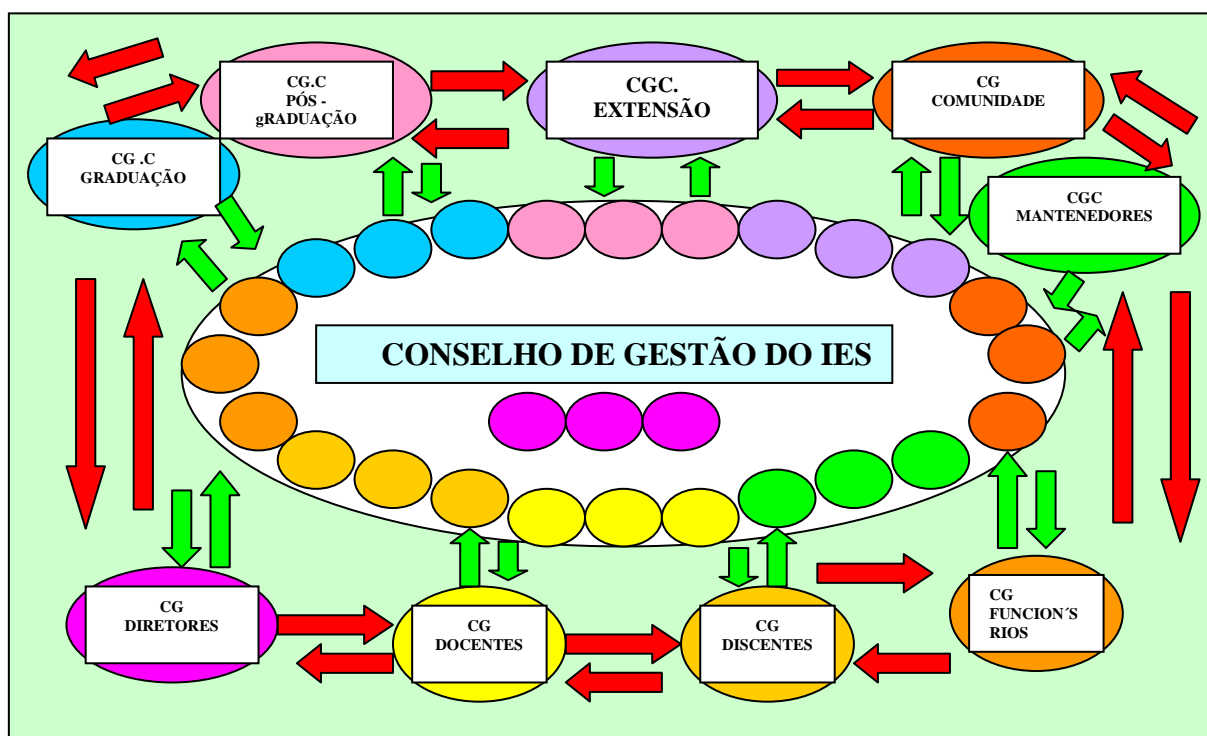 CG.C
PÓS -
gRADUAÇÃO
CGC.
EXTENSÃO
CG
COMUNIDADE
CG .C
GRADUAÇÃO
CGC
MANTENEDORES
CONSELHO DE GESTÃO DO IES
CG
DIRETORES
CG
DOCENTES
CG
DISCENTES
CG
FUNCION´S
RIOS